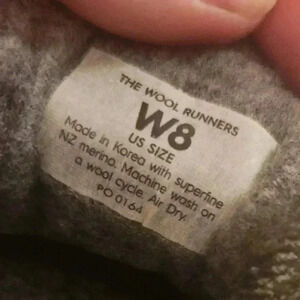 THE WOOL RUNNERS
W8
US SIZE
Made in Korea with superfine
NZ merino. Machine wash on
a wool cycle. Air Dry.
PO 0164